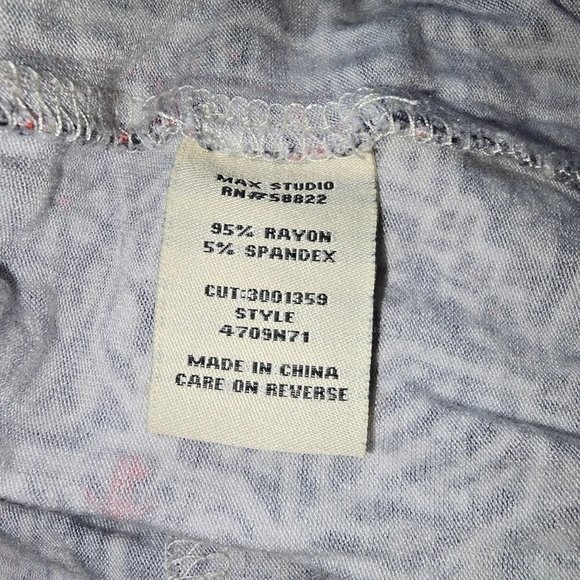 MAX STUDIO
RN#58822
95% RAYON
5% SPANDEX
CUT:3001359
STYLE
4709N71
MADE IN CHINA
CARE ON REVERSE